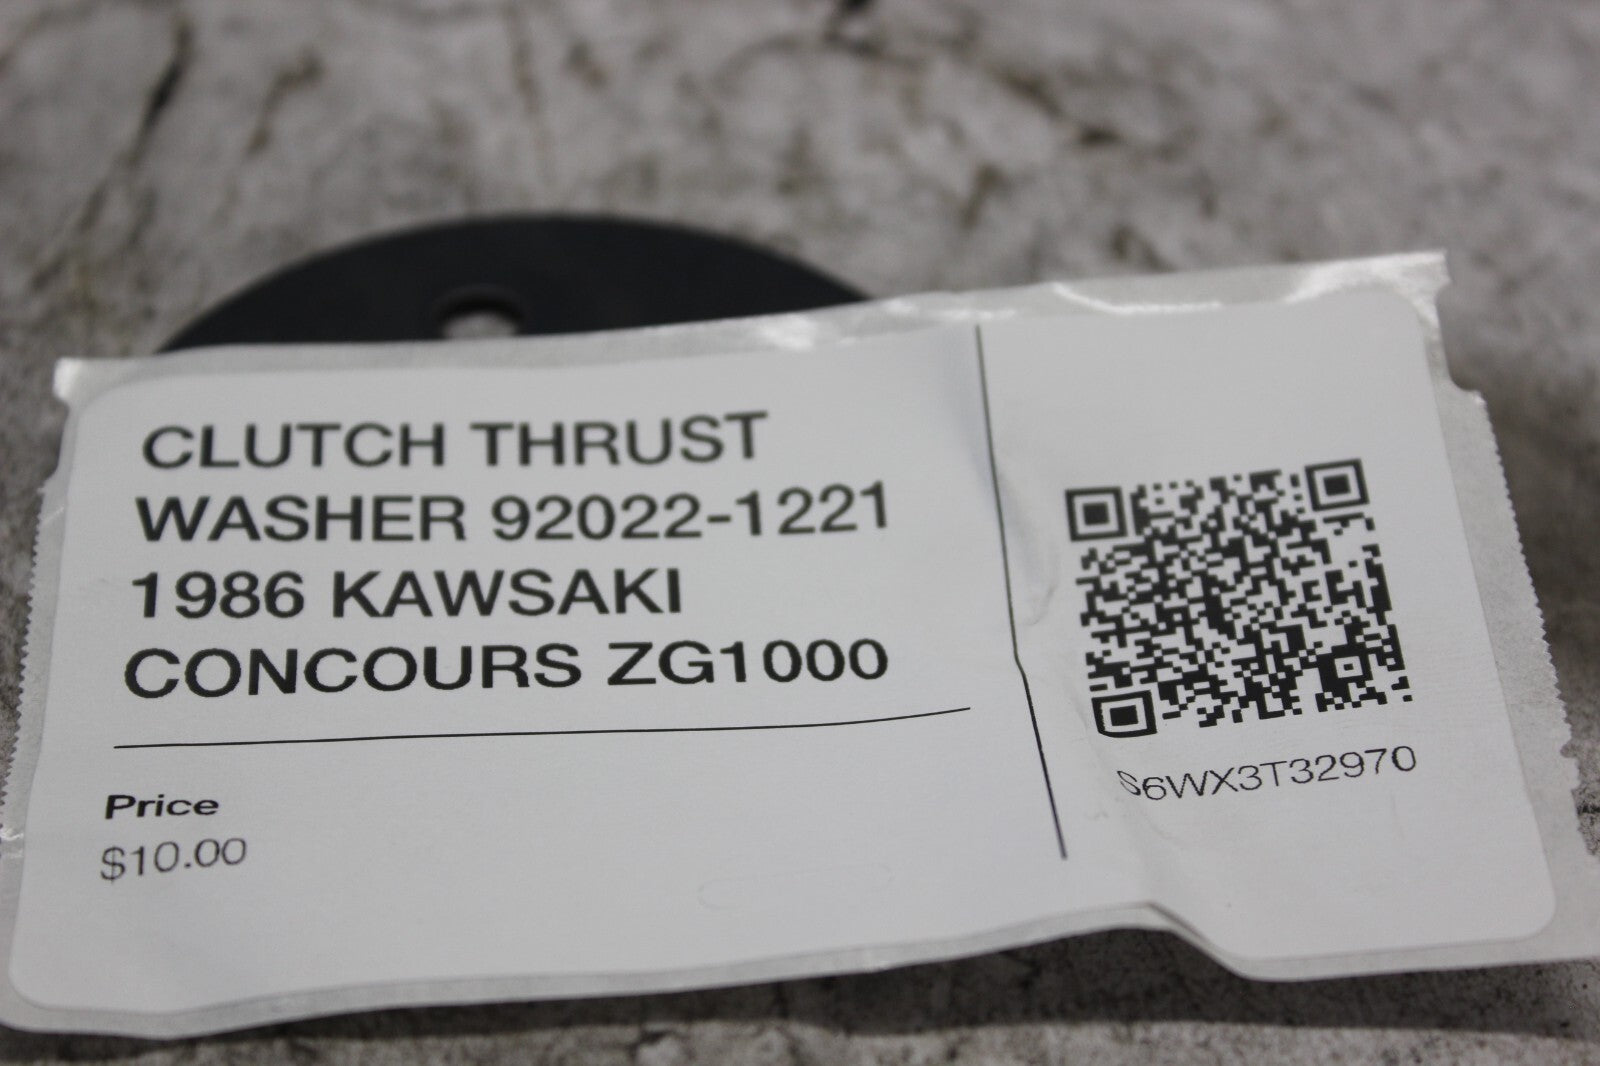 CLUTCH THRUST
WASHER 92022-1221
1986 KAWSAKI
CONCOURS ZG1000
Price
$10.00
S6WX3T32970